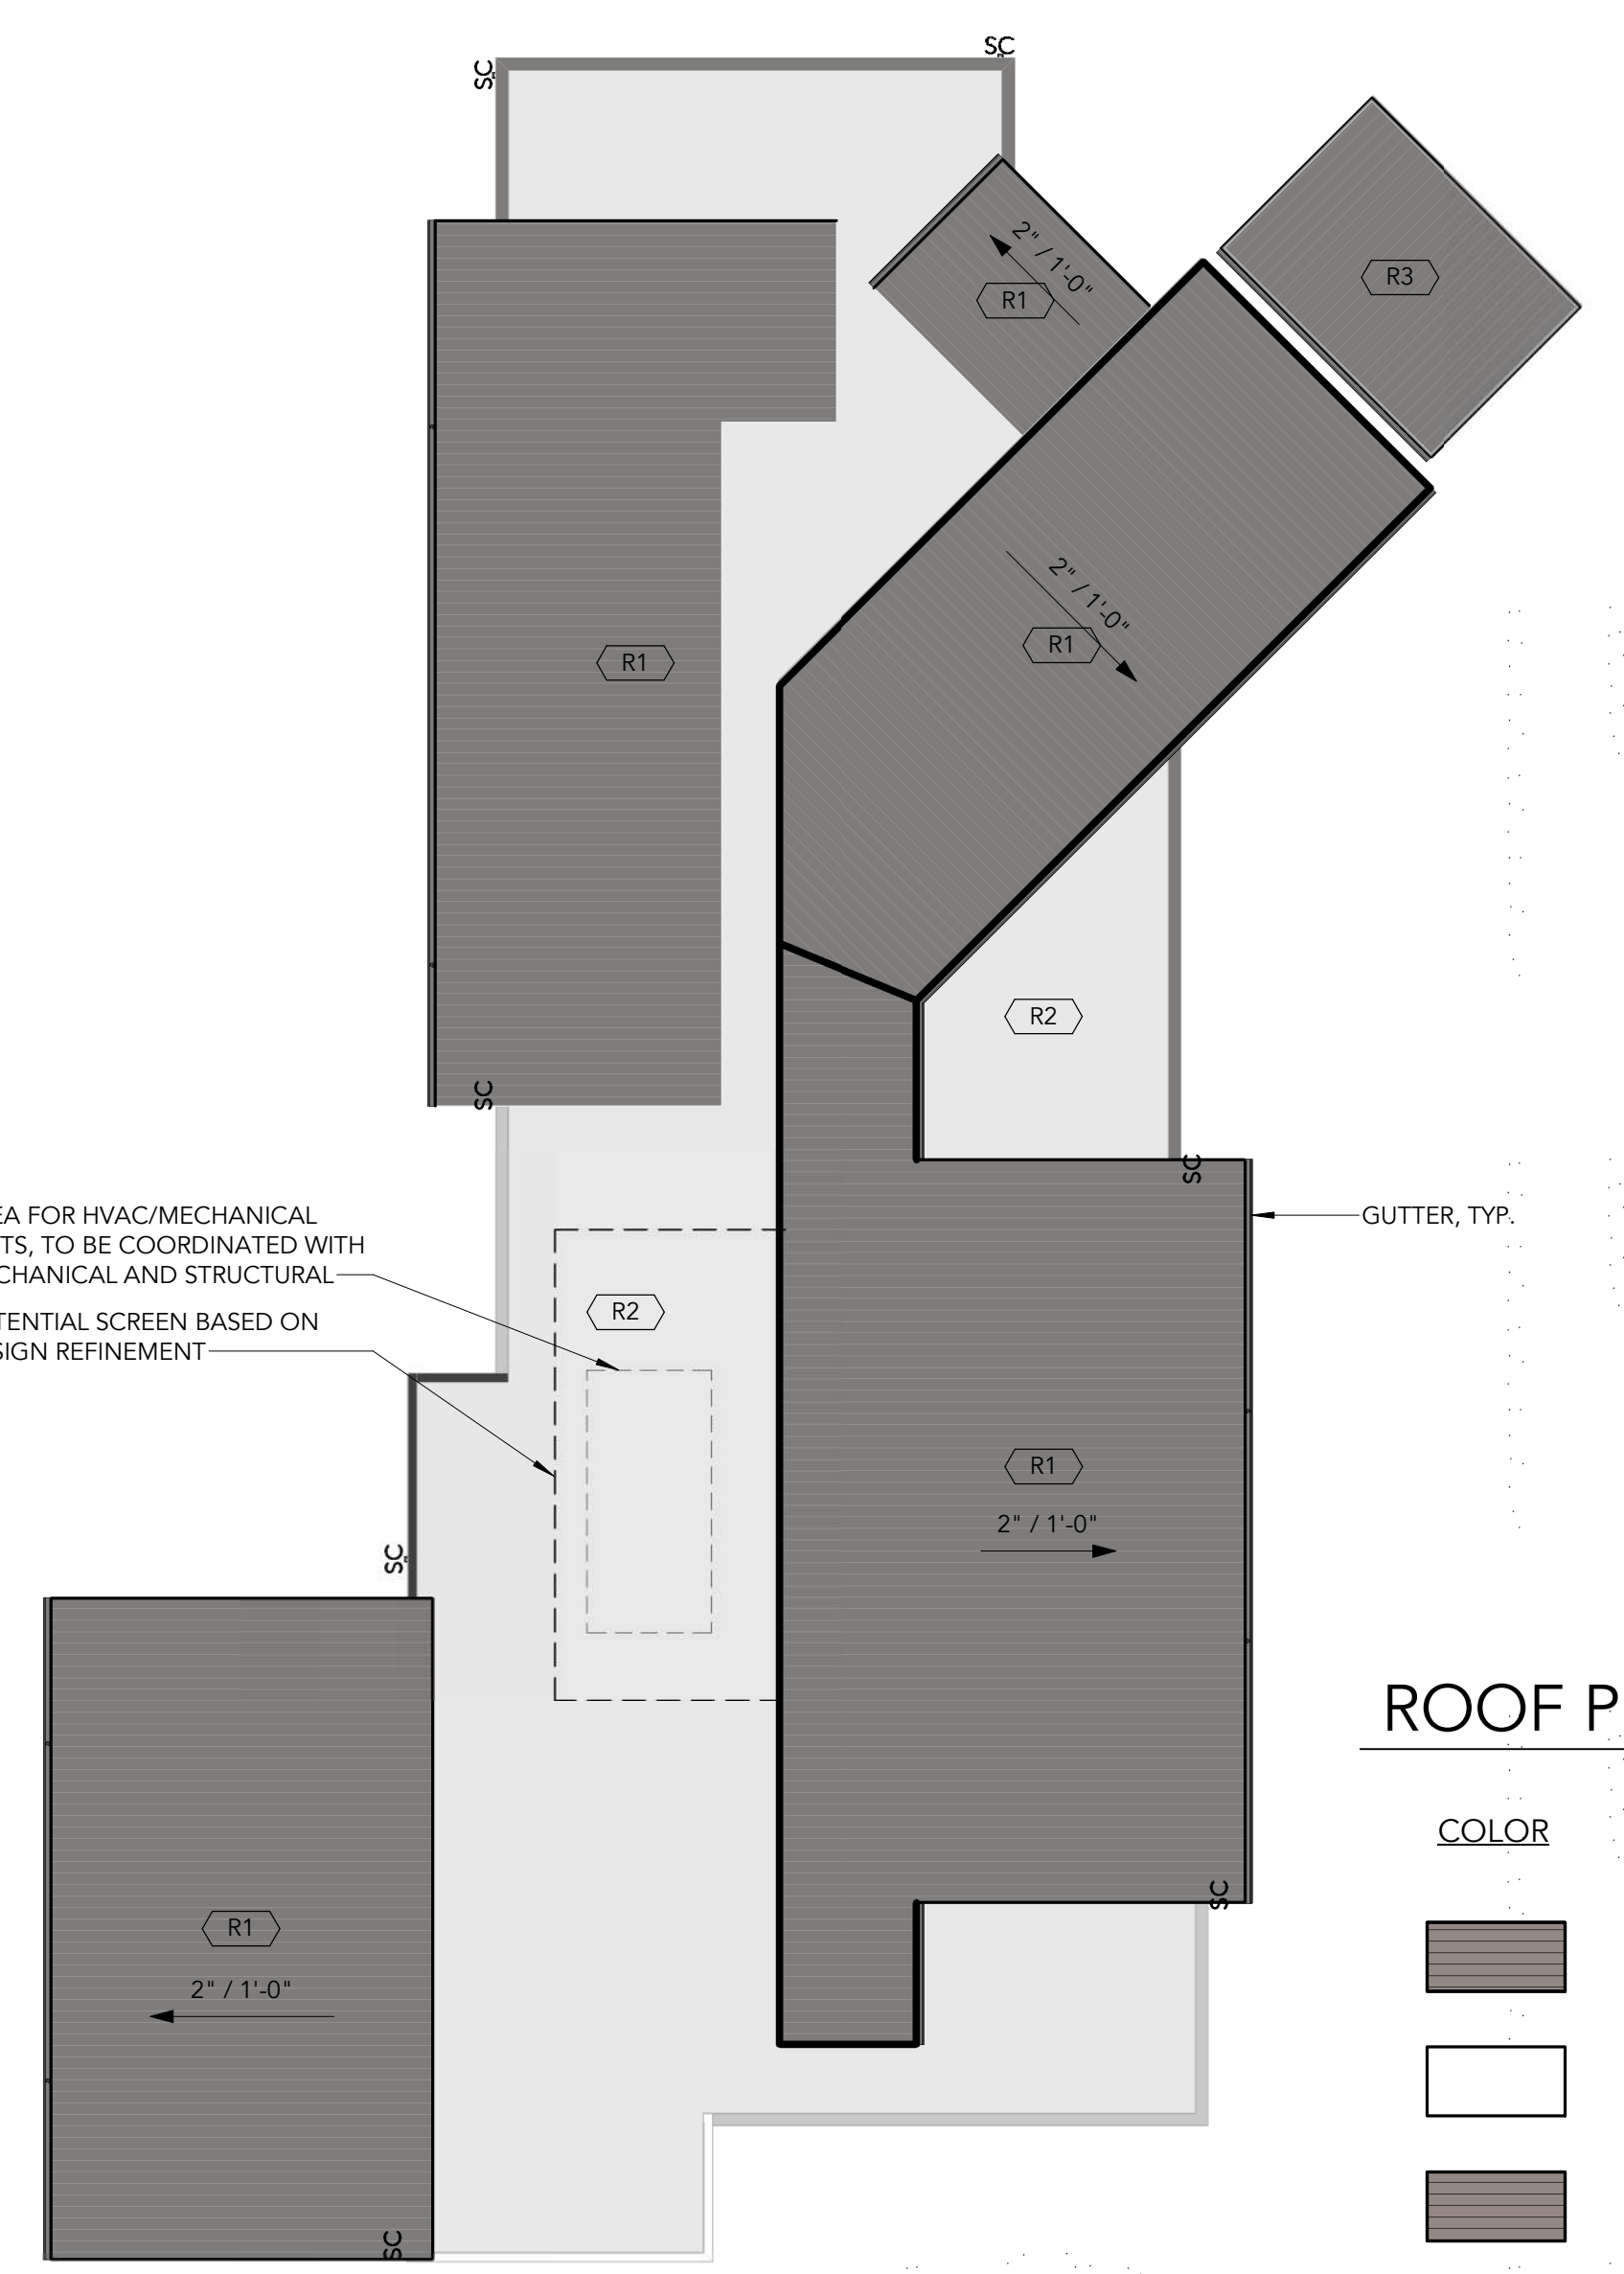 SC
SC
2" / 1'-0"
R1
R3
2" / 1'-0"
R1
R1
R2
SC
SC
EA FOR HVAC/MECHANICAL
TS, TO BE COORDINATED WITH
CHANICAL AND STRUCTURAL
GUTTER, TYP.
R2
TENTIAL SCREEN BASED ON
SIGN REFINEMENT
R1
2" / 1'-0"
SC
ROOF P
COLOR
SC
R1
2" / 1'-0"
SC